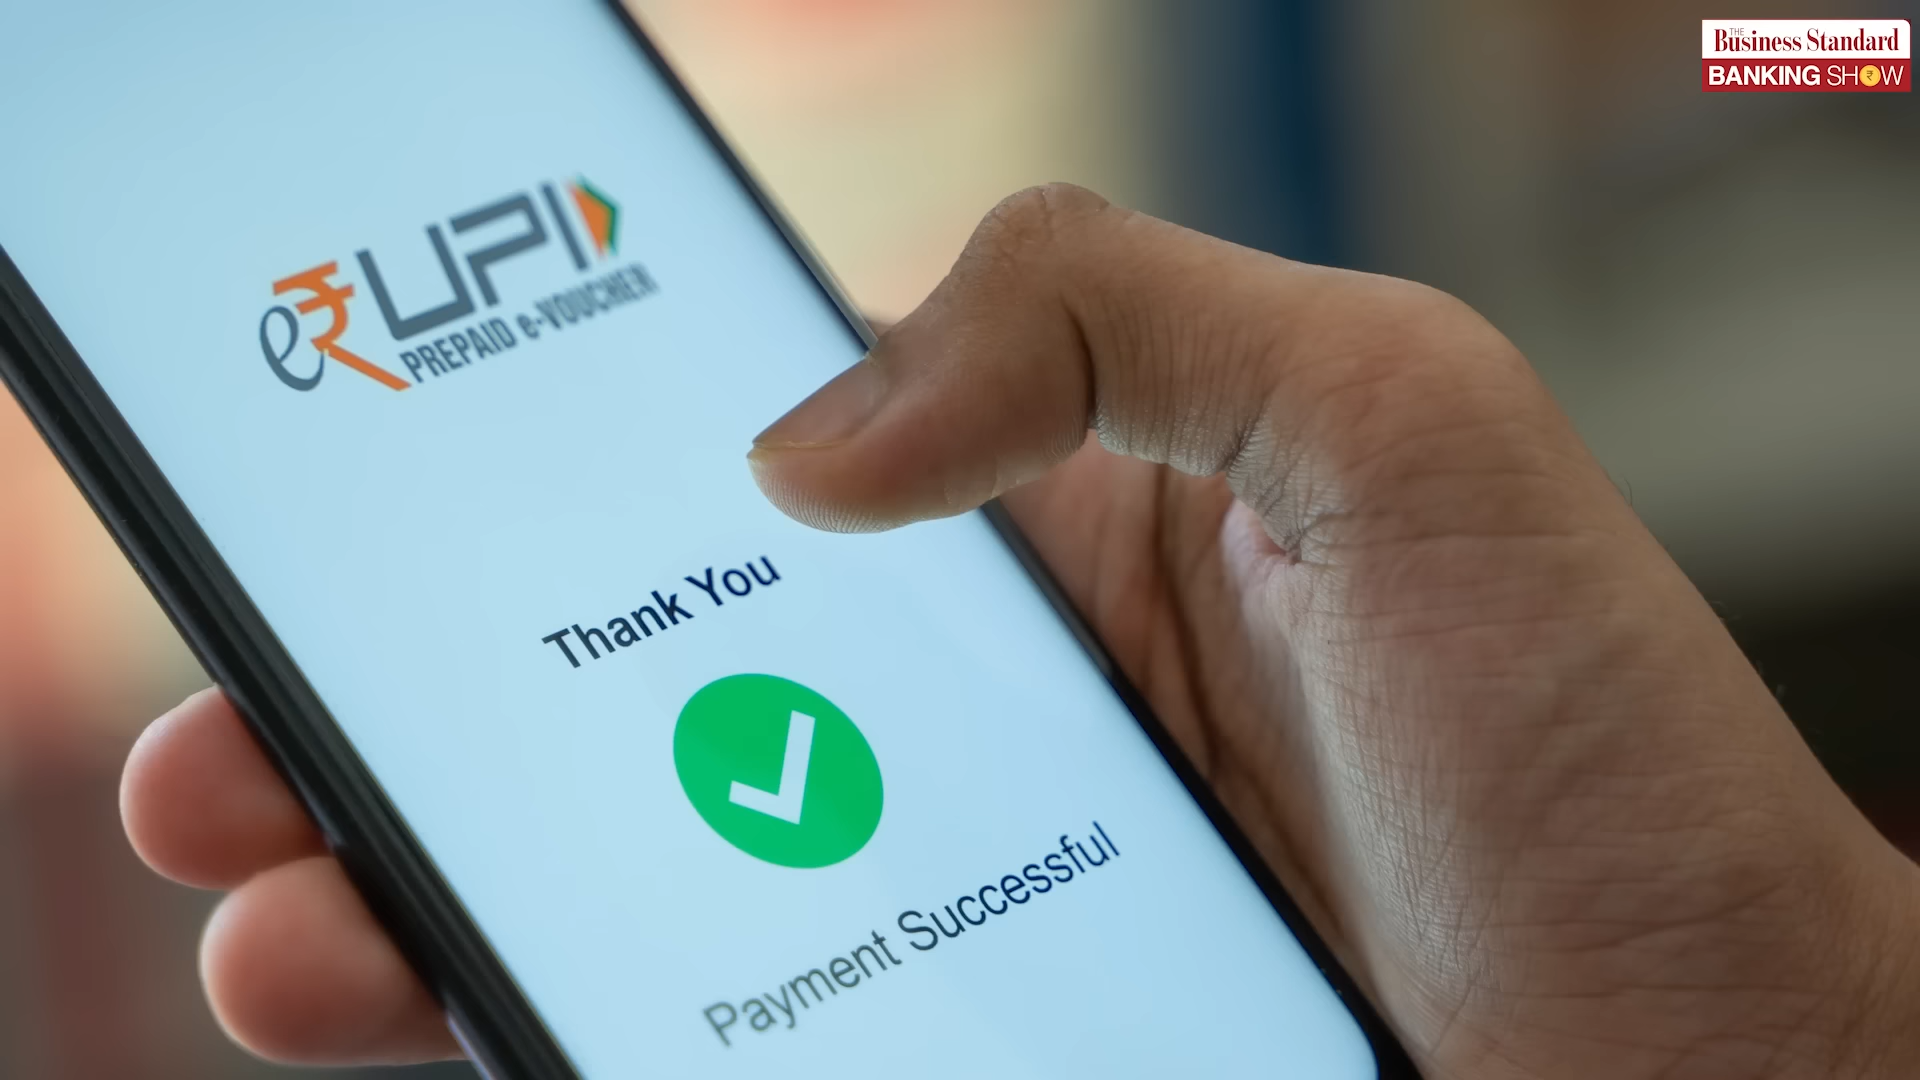 THE
Business Standard
BANKING SHOW
e₹UPI
PREPAID e-VOUCHER
Thank You
Payment Successful